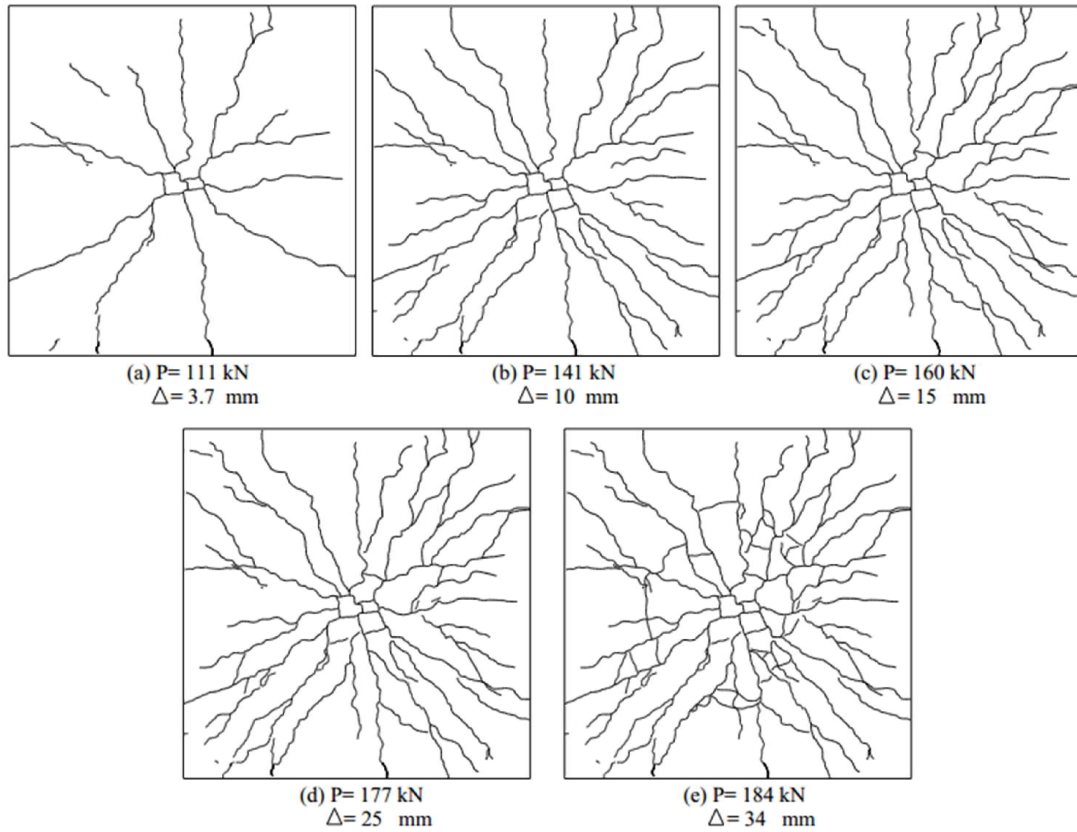 (a) P= 111 kN
Δ= 3.7 mm
(b) P= 141 kN
Δ= 10 mm
(c) P= 160 kN
Δ= 15 mm
(d) P= 177 kN
Δ= 25 mm
(e) P= 184 kN
Δ= 34 mm